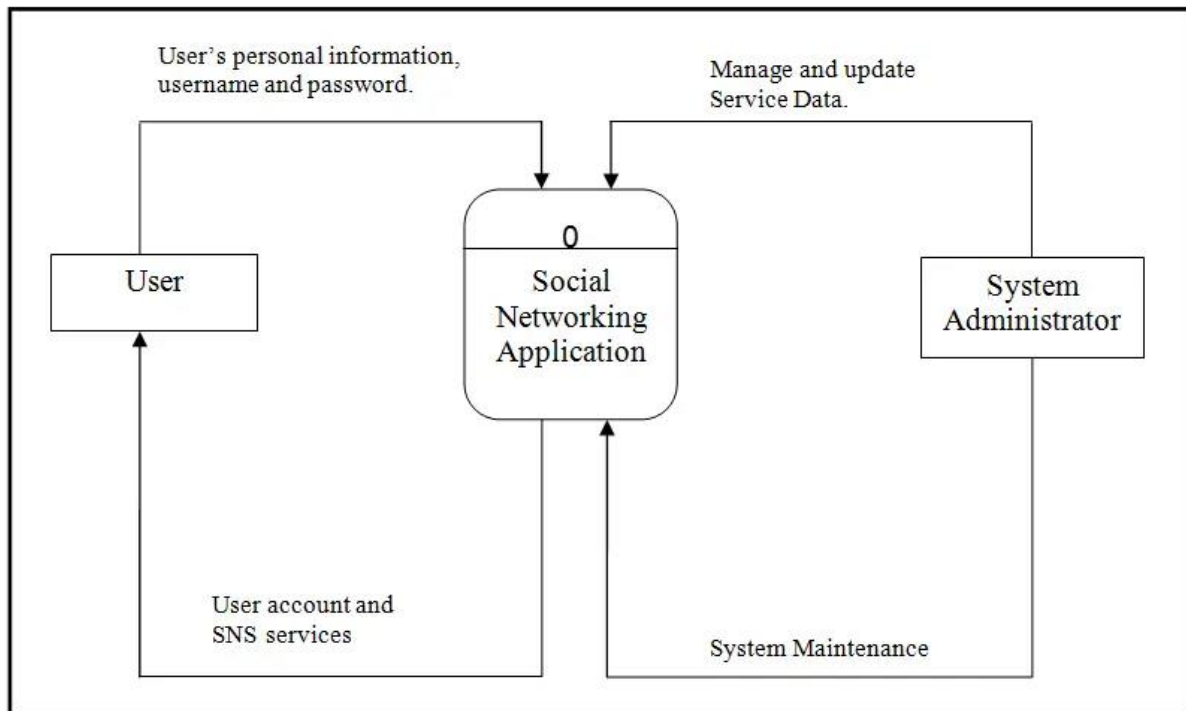 User’s personal information,
username and password.
Manage and update
Service Data.
0
User
Social
Networking
Application
System
Administrator
User account and
SNS services
System Maintenance